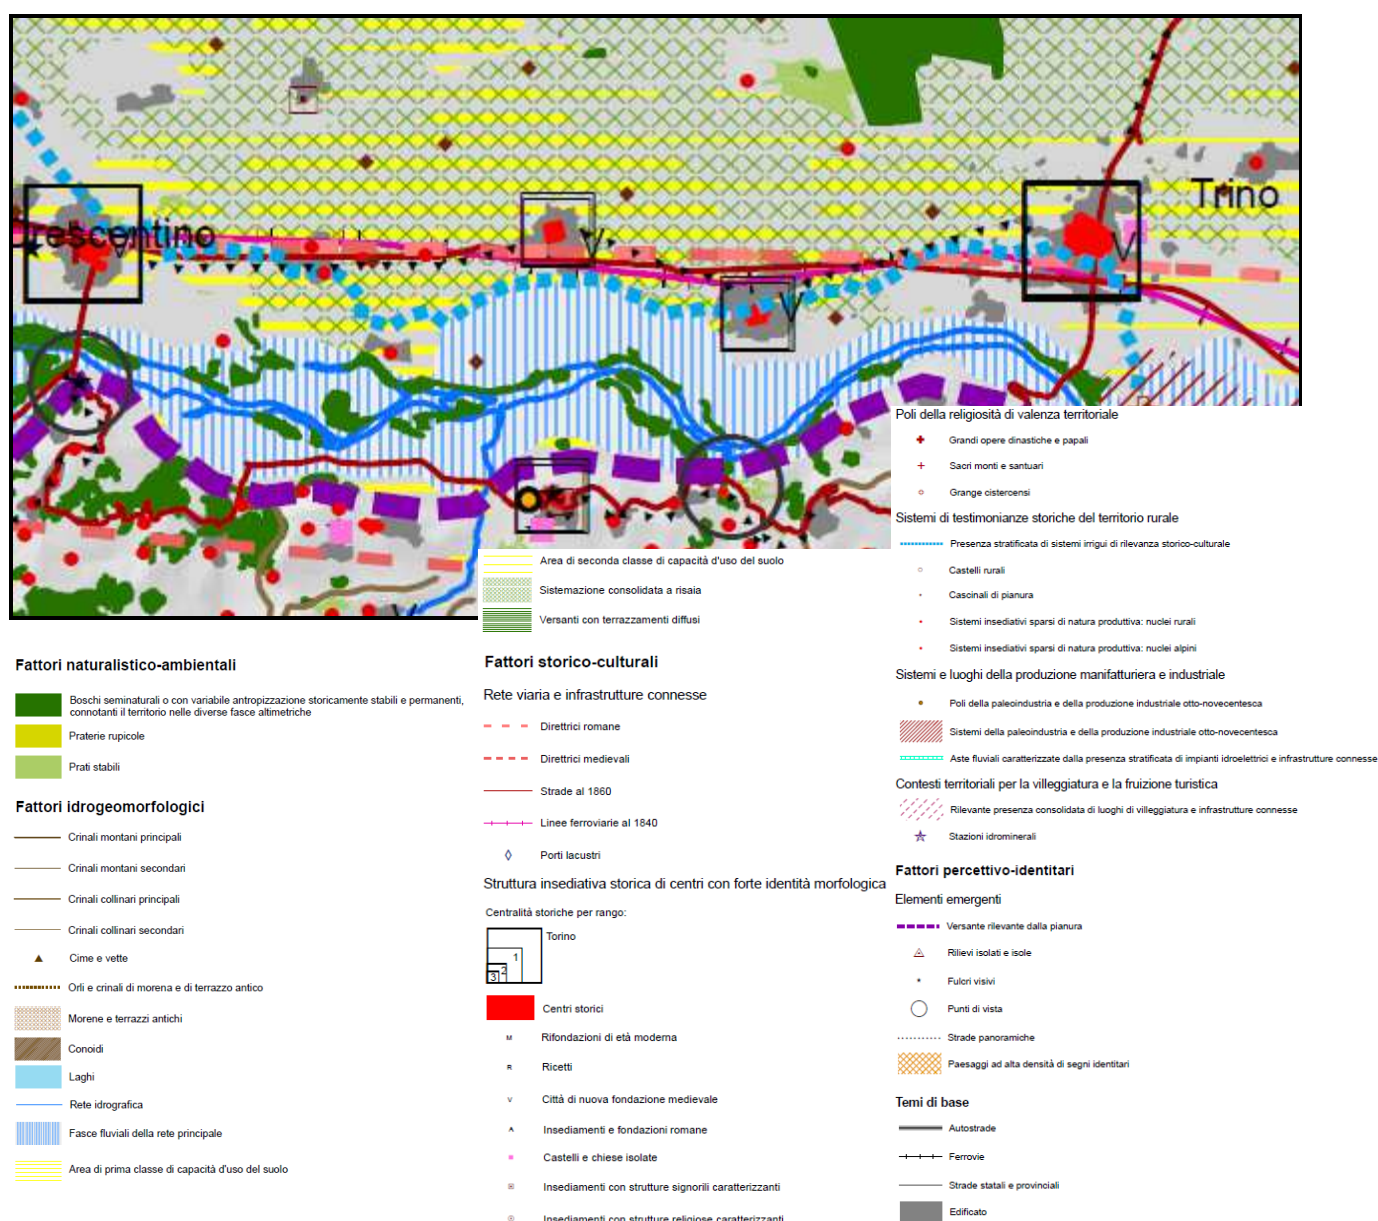 Crescentino
Trino
V
V
V
V
V
Area di seconda classe di capacità d'uso del suolo
Sistemazione consolidata a risaia
Versanti con terrazzamenti diffusi
Fattori naturalistico-ambientali
Boschi seminaturali o con variabile antropizzazione storicamente stabili e permanenti,
connotanti il territorio nelle diverse fasce altimetriche
Praterie rupicole
Prati stabili
Fattori idrogeomorfologici
Crinali montani principali
Crinali montani secondari
Crinali collinari principali
Crinali collinari secondari
Cime e vette
Orli e crinali di morena e di terrazzo antico
Morene e terrazzi antichi
Conoidi
Laghi
Rete idrografica
Fasce fluviali della rete principale
Area di prima classe di capacità d'uso del suolo
Fattori storico-culturali
Rete viaria e infrastrutture connesse
Direttrici romane
Direttrici medievali
Strade al 1860
Linee ferroviarie al 1840
Porti lacustri
Struttura insediativa storica di centri con forte identità morfologica
Centralità storiche per rango:
Torino
1
2
3
Centri storici
M Rifondazioni di età moderna
R Ricetti
V Città di nuova fondazione medievale
A Insediamenti e fondazioni romane
Castelli e chiese isolate
Insediamenti con strutture signorili caratterizzanti
Insediamenti con strutture religiose caratterizzanti
Poli della religiosità di valenza territoriale
Grandi opere dinastiche e papali
Sacri monti e santuari
Grange cistercensi
Sistemi di testimonianze storiche del territorio rurale
Presenza stratificata di sistemi irrigui di rilevanza storico-culturale
Castelli rurali
Cascinali di pianura
Sistemi insediativi sparsi di natura produttiva: nuclei rurali
Sistemi insediativi sparsi di natura produttiva: nuclei alpini
Sistemi e luoghi della produzione manifatturiera e industriale
Poli della paleoindustria e della produzione industriale otto-novecentesca
Sistemi della paleoindustria e della produzione industriale otto-novecentesca
Aste fluviali caratterizzate dalla presenza stratificata di impianti idroelettrici e infrastrutture connesse
Contesti territoriali per la villeggiatura e la fruizione turistica
Rilevante presenza consolidata di luoghi di villeggiatura e infrastrutture connesse
Stazioni idrominerali
Fattori percettivo-identitari
Elementi emergenti
Versante rilevante dalla pianura
Rilievi isolati e isole
Fulcri visivi
Punti di vista
Strade panoramiche
Paesaggi ad alta densità di segni identitari
Temi di base
Autostrade
Ferrovie
Strade statali e provinciali
Edificato